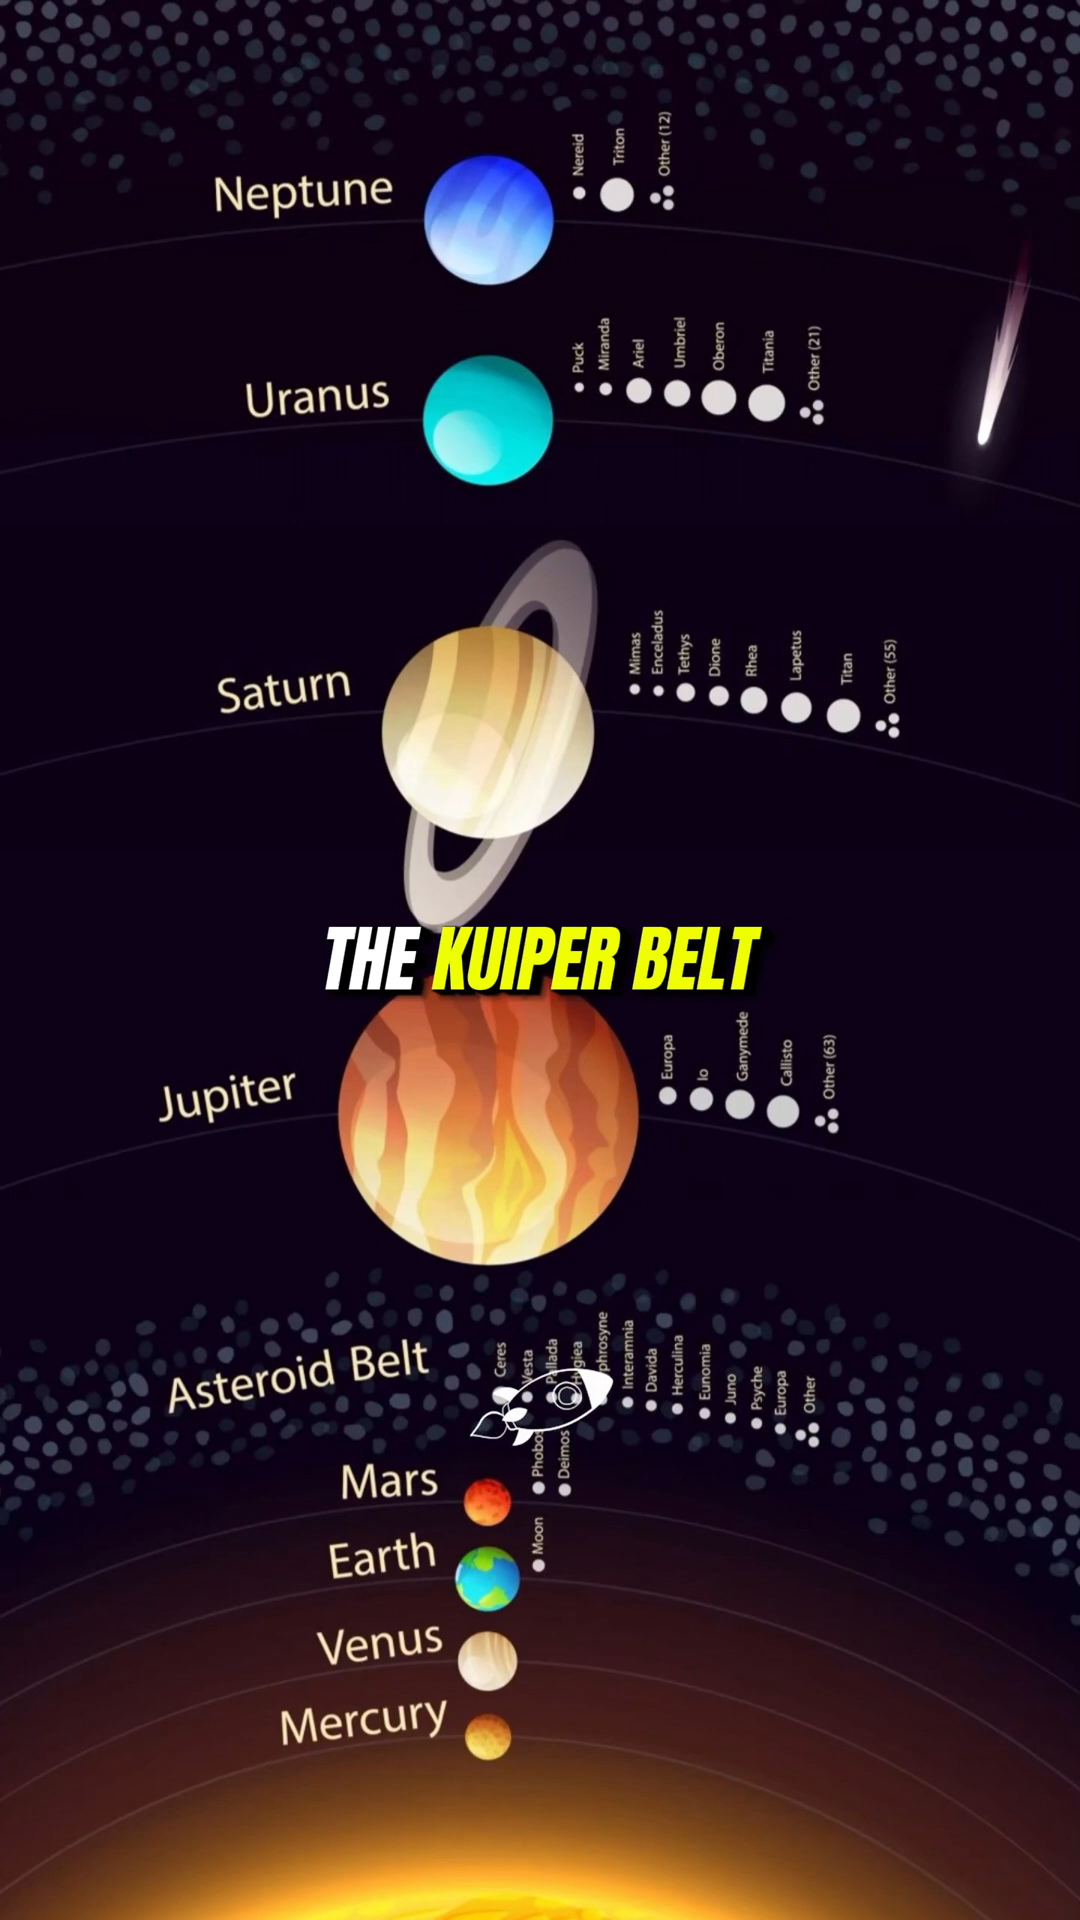 Neptune
Nereid
Triton
Other (12)
Uranus
Puck
Miranda
Ariel
Umbriel
Oberon
Titania
Other (21)
Saturn
Mimas
Enceladus
Tethys
Dione
Rhea
Lapetus
Titan
Other (55)
THE KUIPER BELT
Jupiter
Europa
Io
Ganymede
Callisto
Other (63)
Asteroid Belt
Ceres
Vesta
Interamnia
Davida
Herculina
Eunomia
Juno
Psyche
Europa
Other
Mars
Phobos
Deimos
Earth
Moon
Venus
Mercury